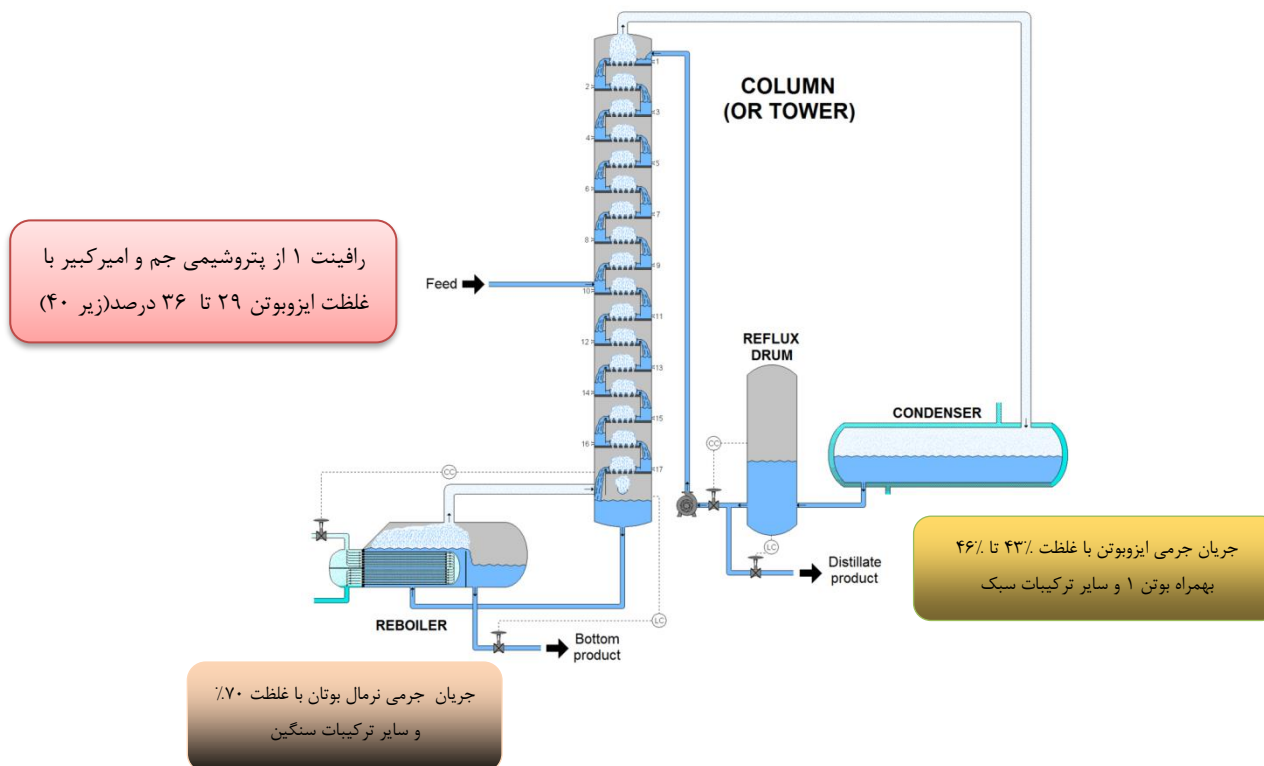 COLUMN
(OR TOWER)
1
2
3
4
5
6
7
8
9
10
11
12
13
14
15
16
17
رافینت ۱ از پتروشیمی جم و امیرکبیر با
غلظت ایزوبوتن ۲۹ تا ۳۶ درصد(زیر ۴۰)
Feed
REFLUX
DRUM
CONDENSER
CC
CC
LC
LC
جریان جرمی ایزوبوتن با غلظت ۴۳٪ تا ۴۶٪
بهمراه بوتن ۱ و سایر ترکیبات سبک
Distillate
product
REBOILER
Bottom
product
جریان جرمی نرمال بوتان با غلظت ۷۰٪
و سایر ترکیبات سنگین